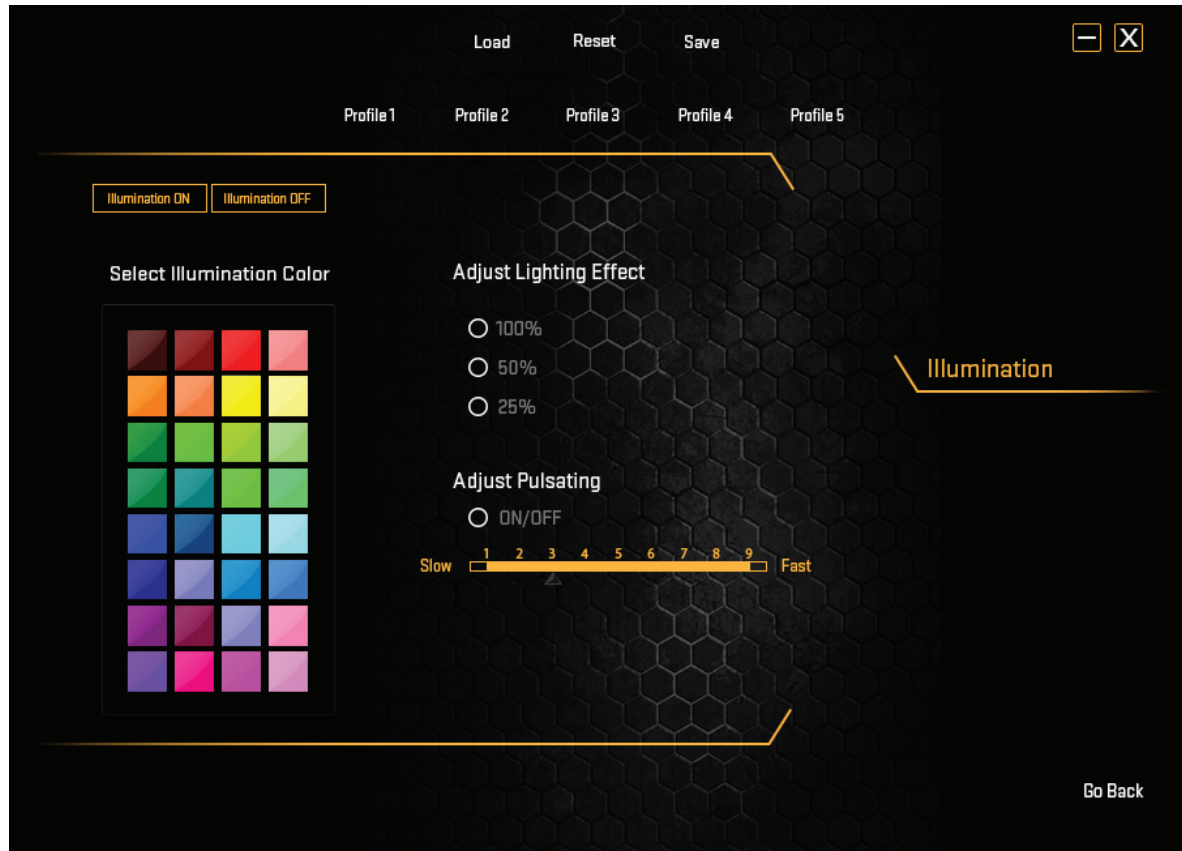 Load Reset Save
X
Profile 1 Profile 2 Profile 3 Profile 4 Profile 5
Illumination ON Illumination OFF
Select Illumination Color
Adjust Lighting Effect
100%
50%
25%
Illumination
Adjust Pulsating
ON/OFF
1 2 3 4 5 6 7 8 9
Slow Fast
Go Back